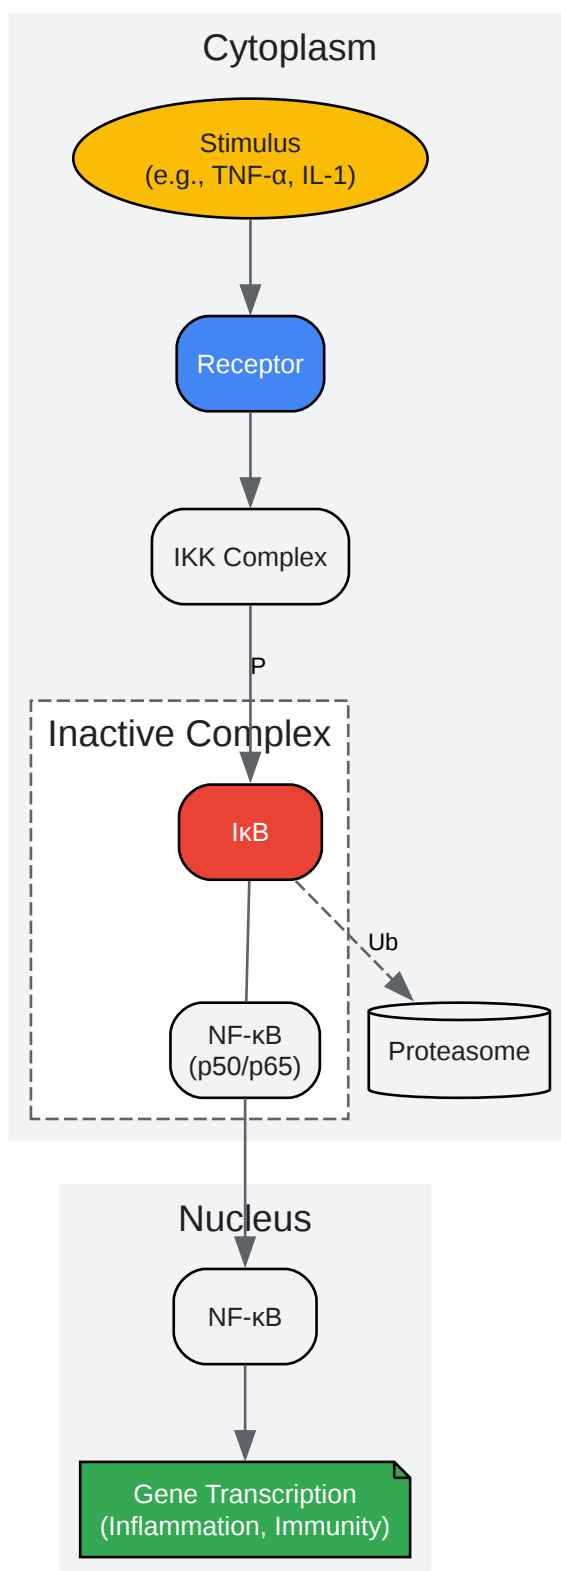 Cytoplasm
Stimulus
(e.g., TNF-α, IL-1)
Receptor
IKK Complex
P
Inactive Complex
IκB
Ub
NF-κB
(p50/p65)
Proteasome
Nucleus
NF-κB
Gene Transcription
(Inflammation, Immunity)